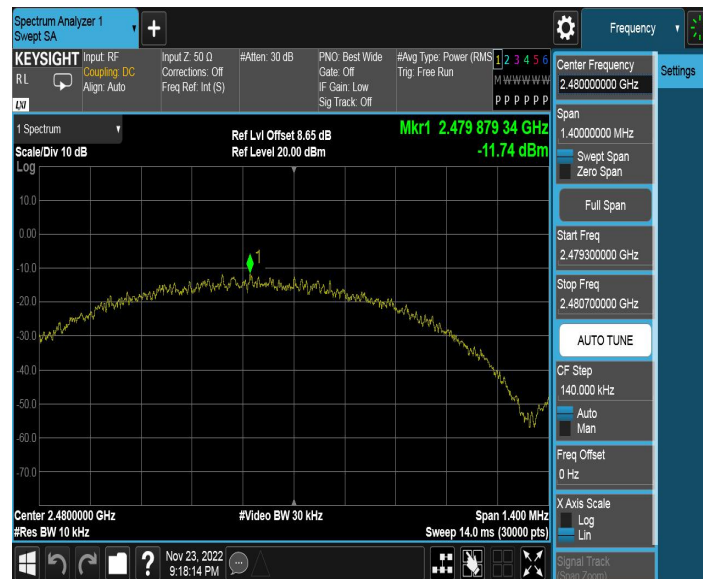 Spectrum Analyzer 1
Swept SA
+
Frequency
KEYSIGHT
RL
LXI
Input: RF
Coupling: DC
Align: Auto
Input Z: 50 Ω
Corrections: Off
Freq Ref: Int (S)
#Atten: 30 dB
PNO: Best Wide
Gate: Off
IF Gain: Low
Sig Track: Off
#Avg Type: Power (RMS
Trig: Free Run
1 2 3 4 5 6
M W W W W W
P P P P P P
Center Frequency
2.480000000 GHz
Settings
Span
1.40000000 MHz
Swept Span
Zero Span
Full Span
Start Freq
2.479300000 GHz
Stop Freq
2.480700000 GHz
AUTO TUNE
CF Step
140.000 kHz
Auto
Man
Freq Offset
0 Hz
X Axis Scale
Log
Lin
Signal Track
(Span Zoom)
1 Spectrum
Scale/Div 10 dB
Ref Lvl Offset 8.65 dB
Ref Level 20.00 dBm
Mkr1 2.479 879 34 GHz
-11.74 dBm
Log
10.0
0.00
-10.0
-20.0
-30.0
-40.0
-50.0
-60.0
-70.0
1
Center 2.4800000 GHz
#Res BW 10 kHz
#Video BW 30 kHz
Span 1.400 MHz
Sweep 14.0 ms (30000 pts)
?
Nov 23, 2022
9:18:14 PM